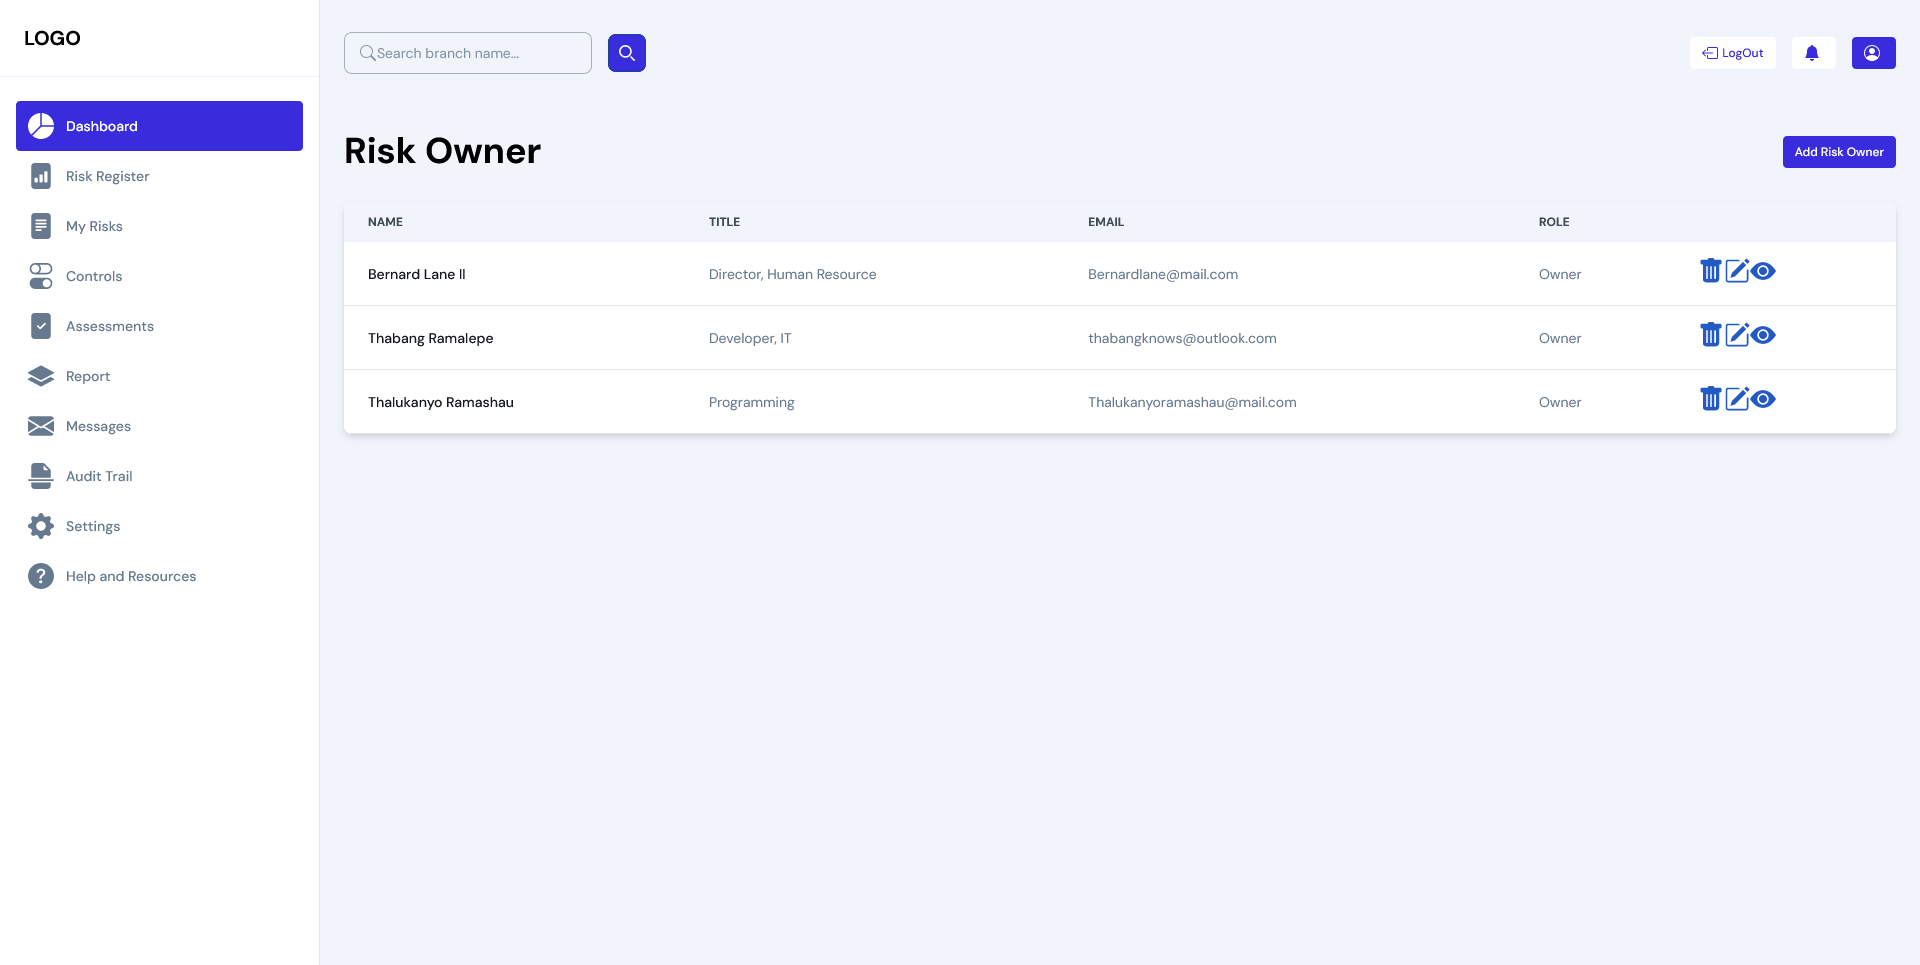 LOGO
Search branch name...
LogOut
Dashboard
Risk Register
My Risks
Controls
Assessments
Report
Messages
Audit Trail
Settings
Help and Resources
Risk Owner
Add Risk Owner
NAME TITLE EMAIL ROLE
Bernard Lane II Director, Human Resource Bernardlane@mail.com Owner
Thabang Ramalepe Developer, IT thabangknows@outlook.com Owner
Thalukanyo Ramashau Programming Thalukanyoramashau@mail.com Owner